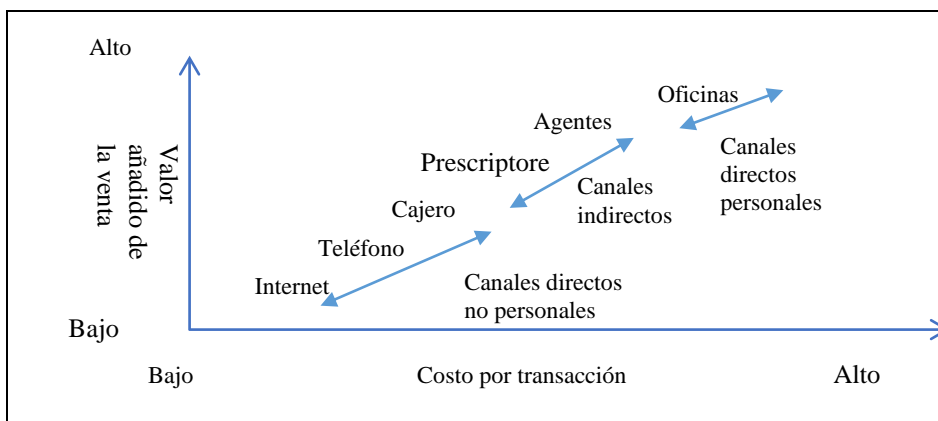 Alto
Oficinas
Agentes
Canales
directos
personales
Prescriptore
Canales
indirectos
Valor
añadido de
la venta
Cajero
Teléfono
Internet
Canales directos
no personales
Bajo
Bajo
Costo por transacción
Alto